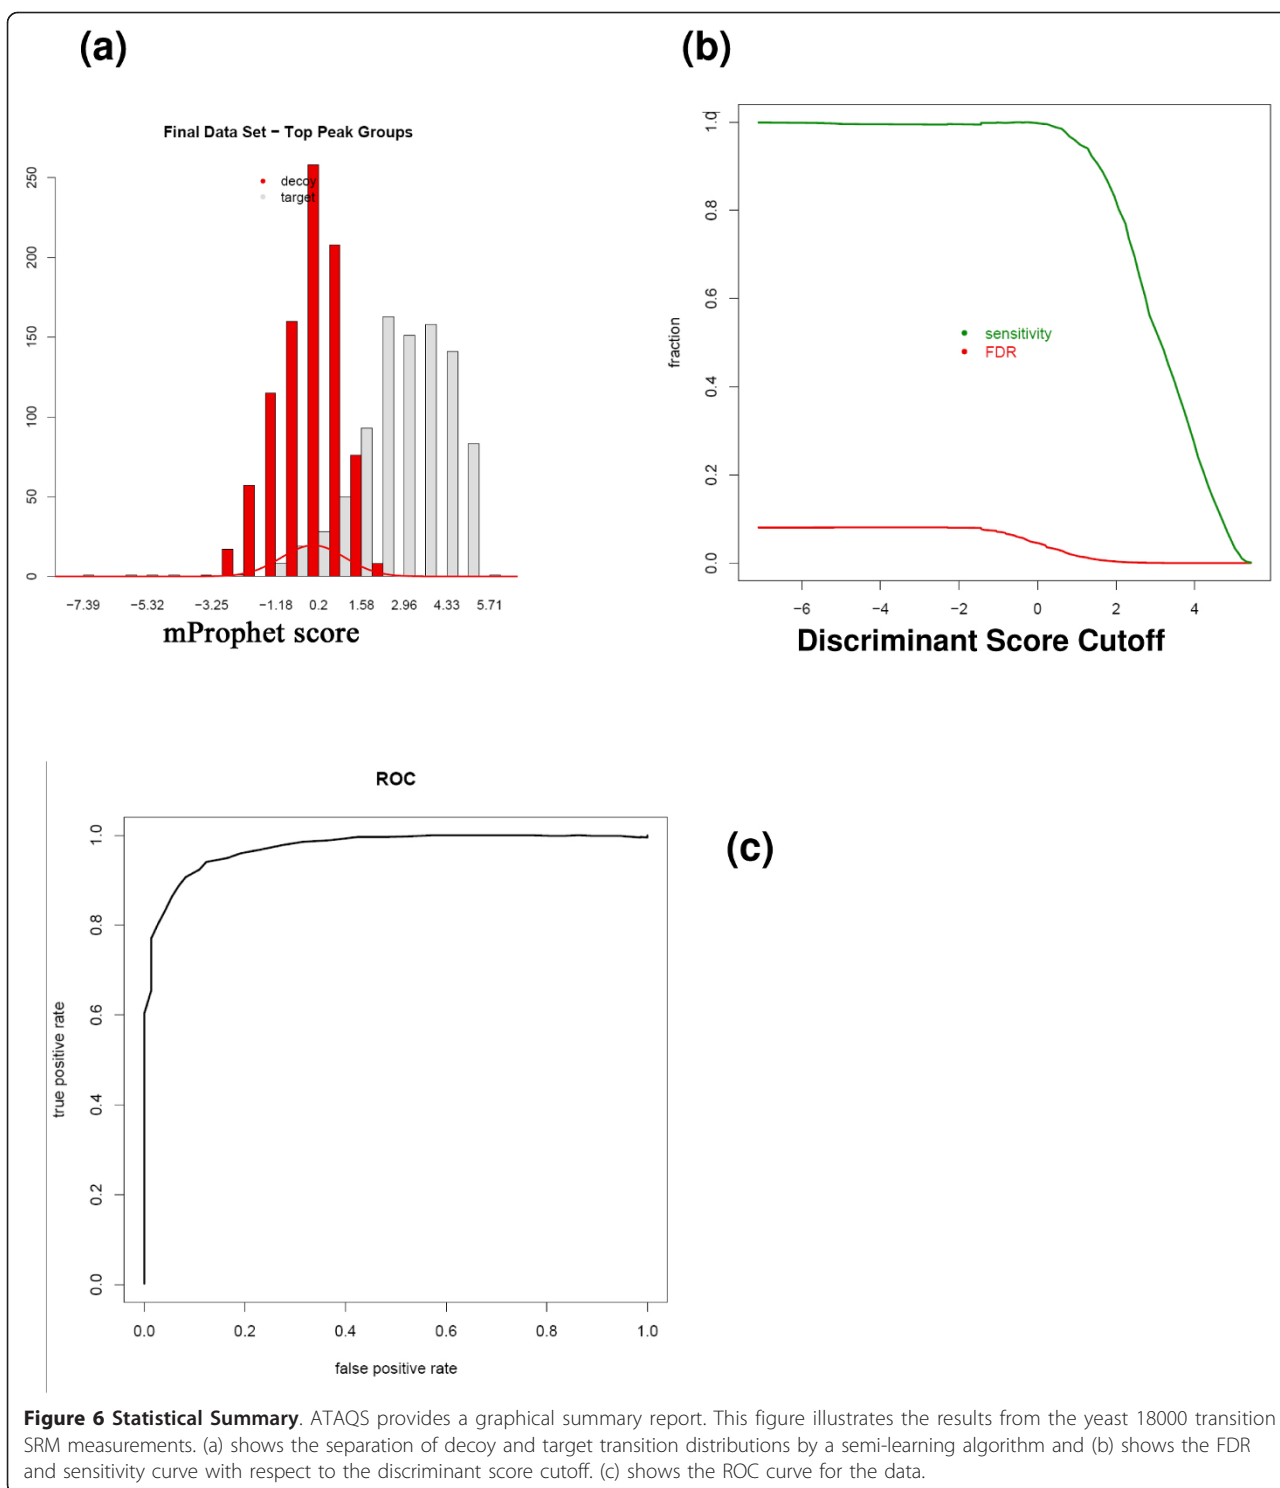 (a)
Final Data Set – Top Peak Groups
decoy
target
250
200
150
100
50
0
−7.39 −5.32 −3.25 −1.18 0.2 1.58 2.96 4.33 5.71
mProphet score
(b)
1.0
0.8
0.6
0.4
0.2
0.0
fraction
sensitivity
FDR
−6 −4 −2 0 2 4
Discriminant Score Cutoff
ROC
(c)
1.0
0.8
0.6
0.4
0.2
0.0
true positive rate
0.0 0.2 0.4 0.6 0.8 1.0
false positive rate
Figure 6 Statistical Summary. ATAQS provides a graphical summary report. This figure illustrates the results from the yeast 18000 transition
SRM measurements. (a) shows the separation of decoy and target transition distributions by a semi-learning algorithm and (b) shows the FDR
and sensitivity curve with respect to the discriminant score cutoff. (c) shows the ROC curve for the data.